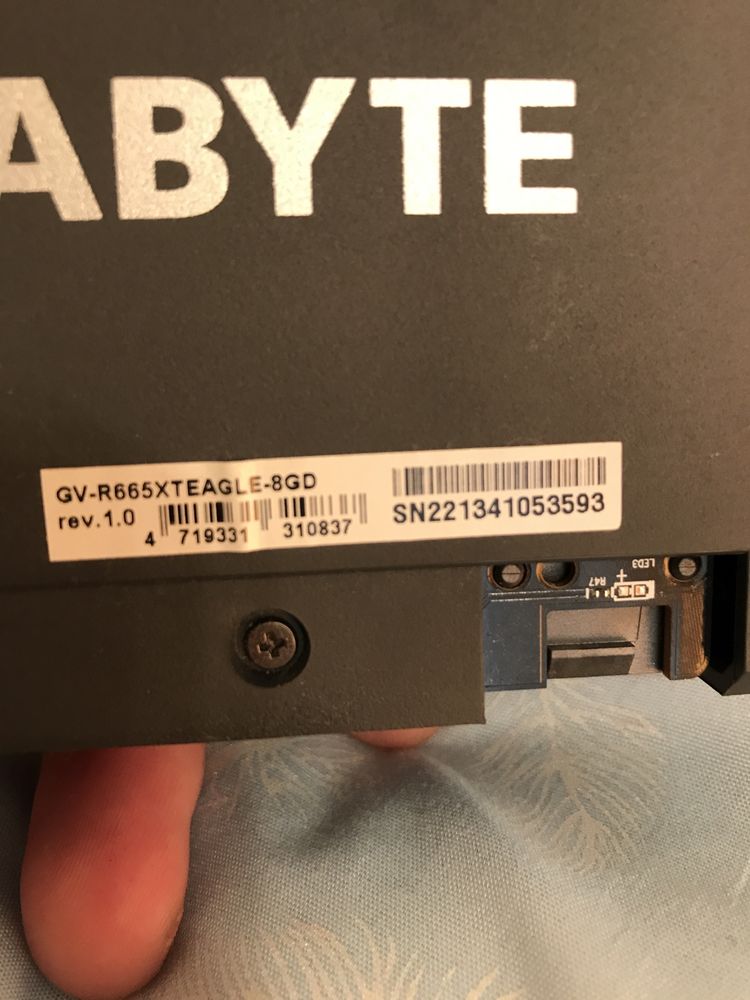 ABYTE
GV-R665XTEAGLE-8GD
rev.1.0
4 719331 310837
SN221341053593
LED3
R47
+